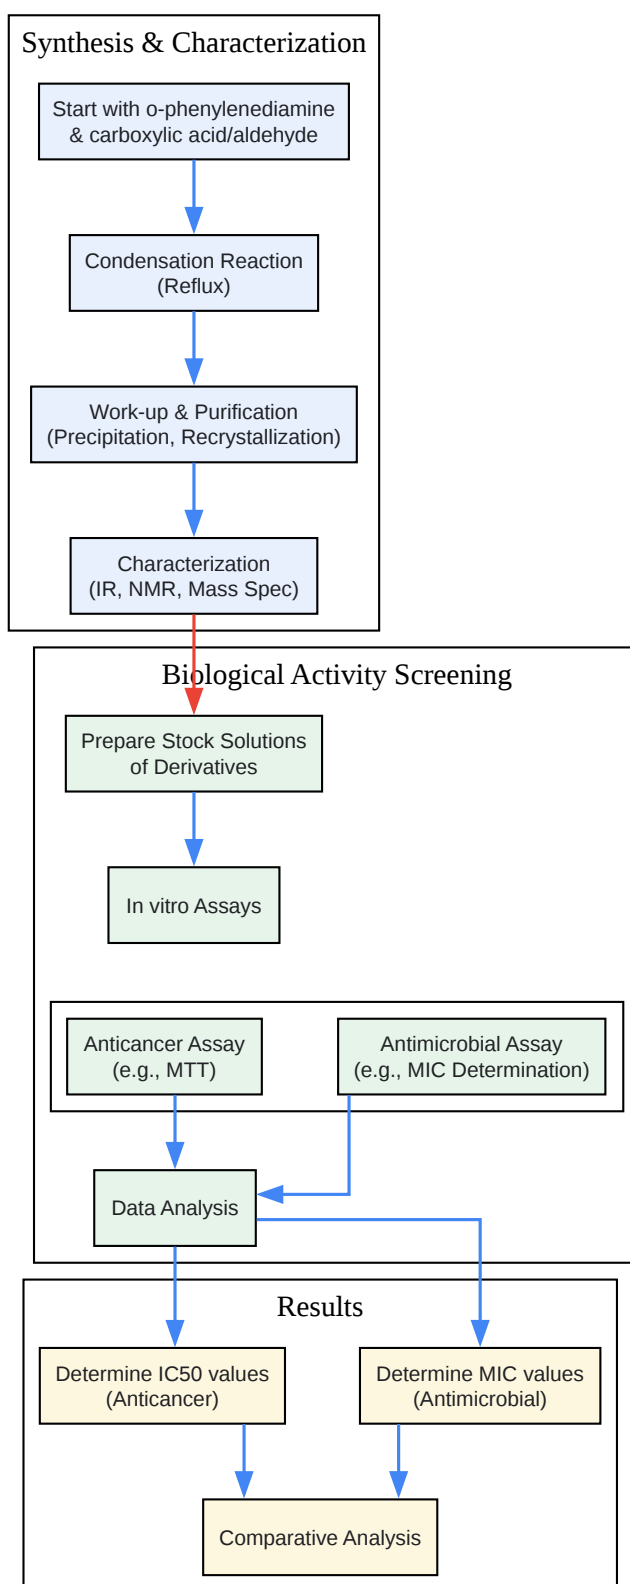 Synthesis & Characterization
Start with o-phenylenediamine
& carboxylic acid/aldehyde
Condensation Reaction
(Reflux)
Work-up & Purification
(Precipitation, Recrystallization)
Characterization
(IR, NMR, Mass Spec)
Biological Activity Screening
Prepare Stock Solutions
of Derivatives
In vitro Assays
Anticancer Assay
(e.g., MTT)
Antimicrobial Assay
(e.g., MIC Determination)
Data Analysis
Results
Determine IC50 values
(Anticancer)
Determine MIC values
(Antimicrobial)
Comparative Analysis